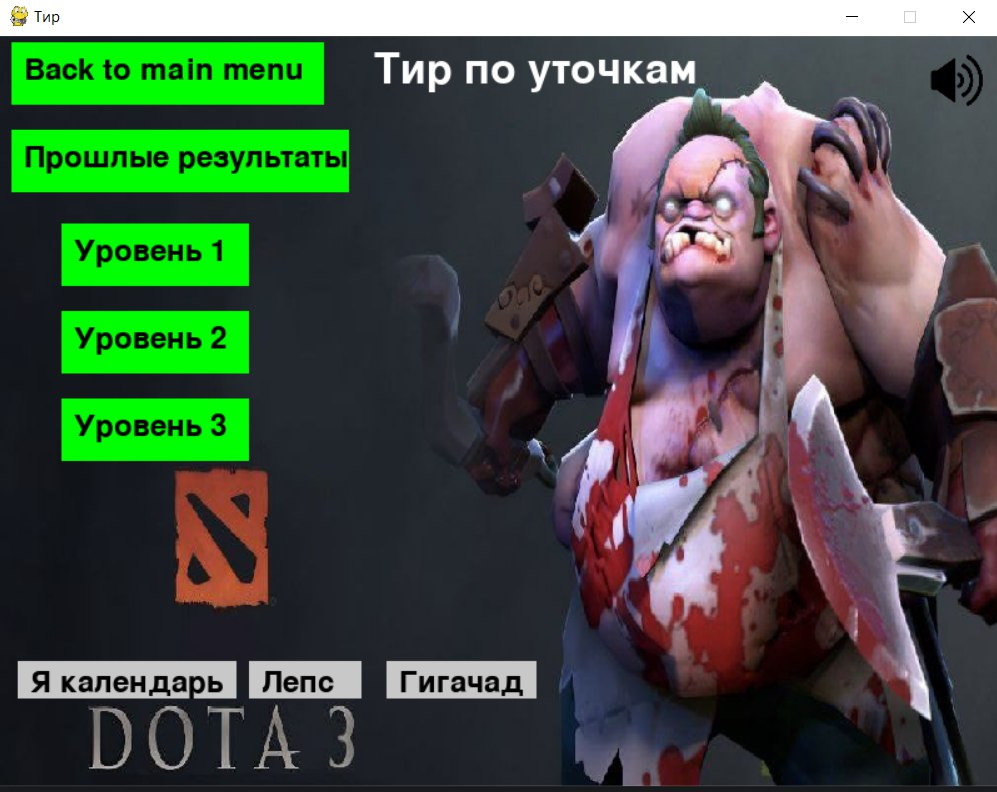 Тир
Back to main menu
Тир по уточкам
Прошлые результаты
Уровень 1
Уровень 2
Уровень 3
Я календарь
Лепс
Гигачад
DOTA 3